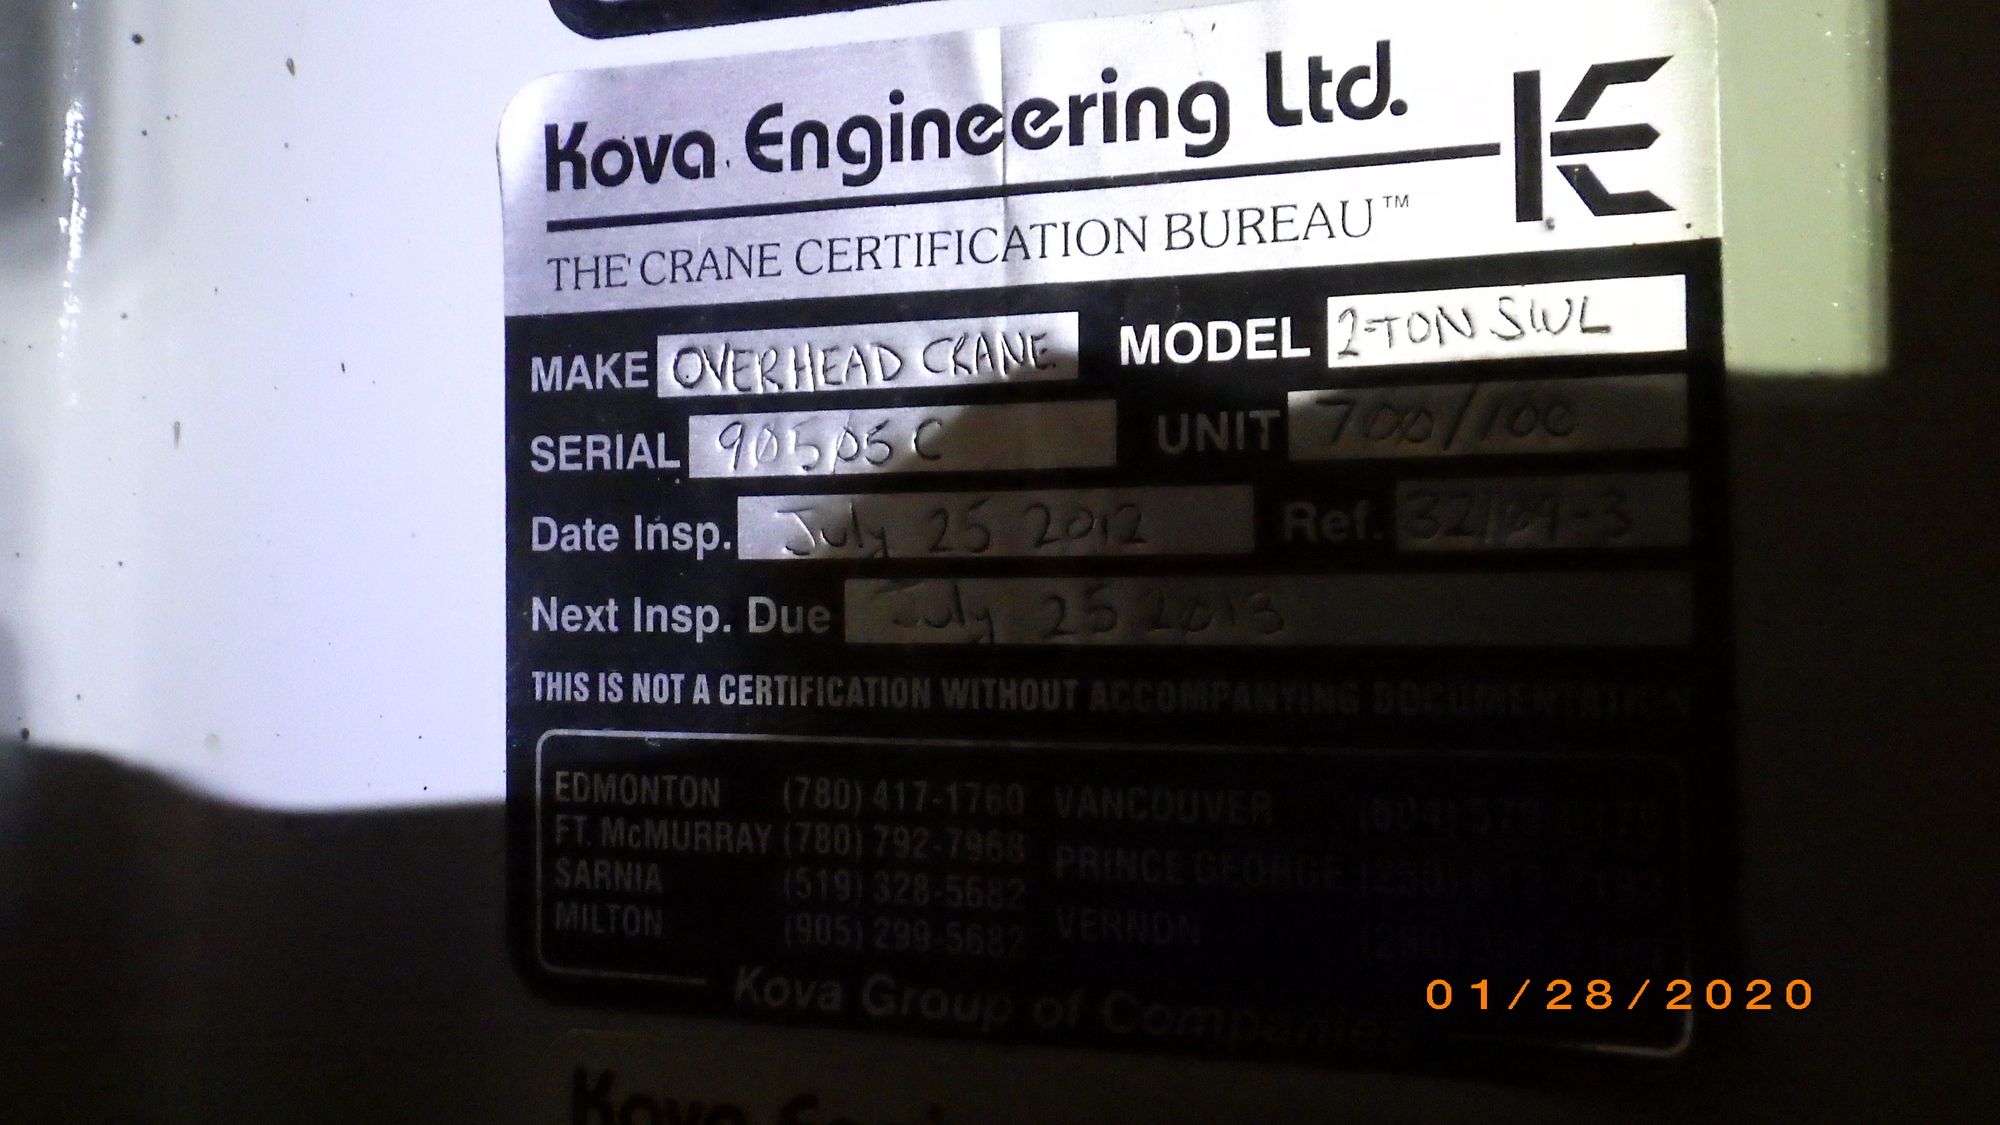 Kova Engineering Ltd.
THE CRANE CERTIFICATION BUREAU™
MAKE OVERHEAD CRANE MODEL 2-TON SWL
SERIAL 90505C UNIT 700/100
Date Insp. July 25 2012 Ref.
Next Insp. Due July 25 2013
THIS IS NOT A CERTIFICATION WITHOUT ACCOMPANYING DOCUMENTATION
EDMONTON (780) 417-1760 VANCOUVER
FT. McMURRAY (780) 792-7968 PRINCE GEORGE
SARNIA (519) 328-5682
MILTON (905) 299-5682 VERNON
Kova Group of Companies
01/28/2020
Kova